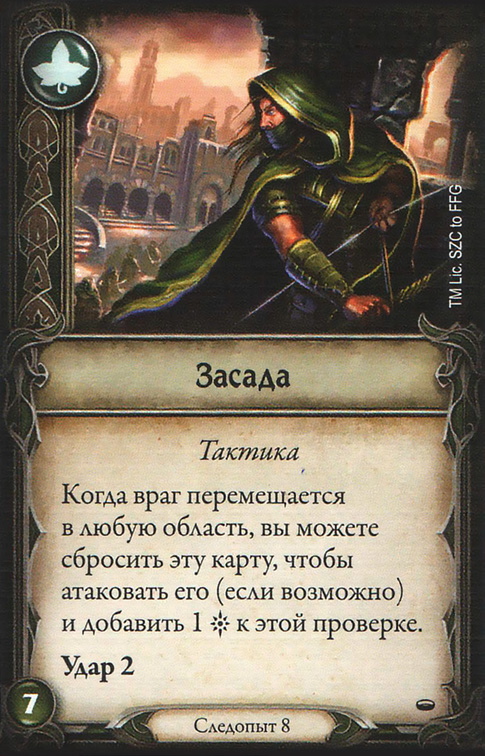 TM Lic. SZC to FFG
Засада
Тактика
Когда враг перемещается
в любую область, вы можете
сбросить эту карту, чтобы
атаковать его (если возможно)
и добавить 1 ☀ к этой проверке.
Удар 2
7
Следопыт 8